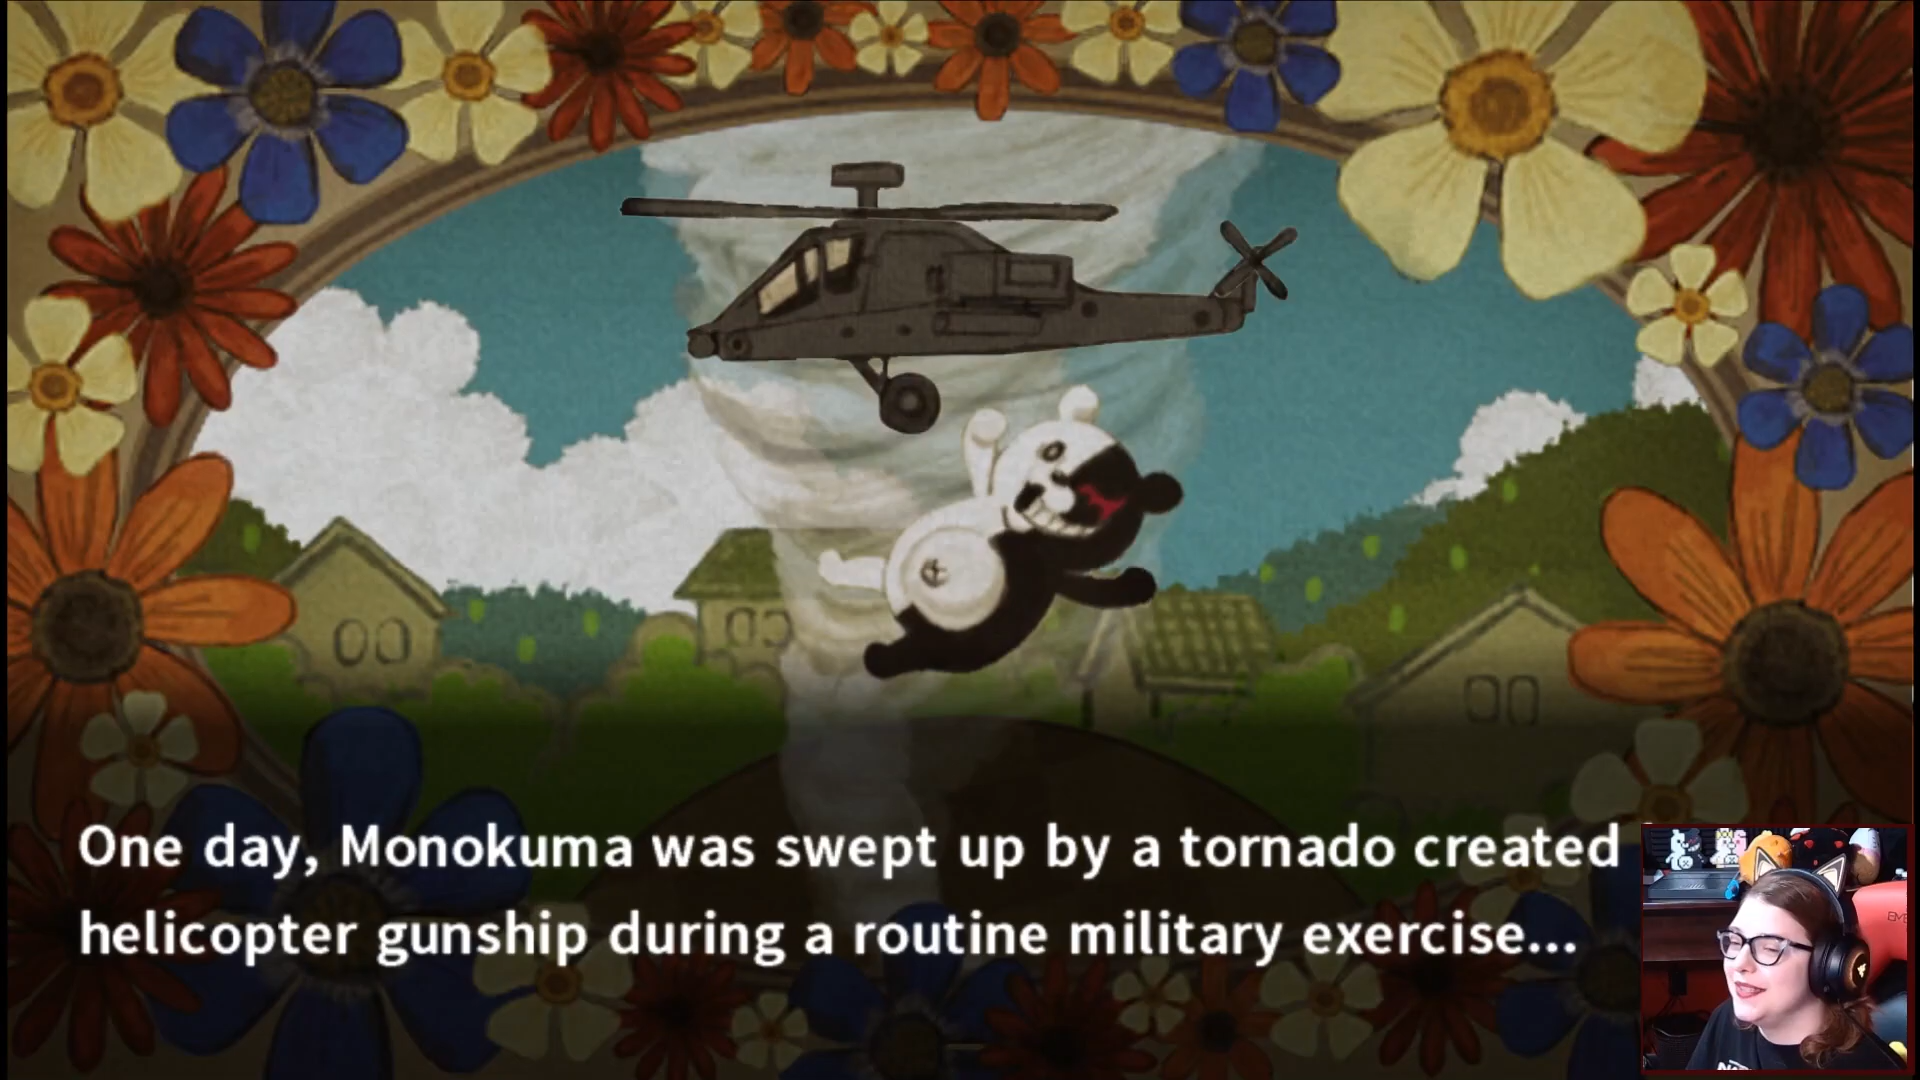 One day, Monokuma was swept up by a tornado created
helicopter gunship during a routine military exercise...